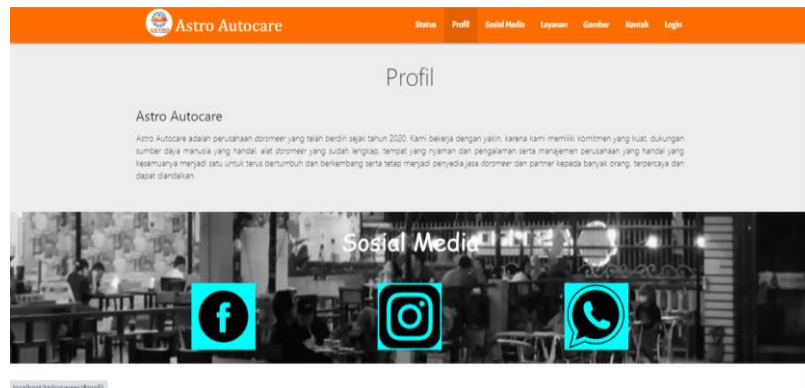 Astro Autocare
Status Profil Sosial Media Layanan Gambar Kontak Login
Profil
Astro Autocare
Astro Autocare adalah perusahaan dorsmeer yang telah berdiri sejak tahun 2020. Kami bekerja dengan yakin, karena kami memiliki komitmen yang kuat, dukungan
sumber daya manusia yang handal, alat dorsmeer yang sudah lengkap, tempat yang nyaman dan pengalaman serta manajemen perusahaan yang handal yang
kesemuanya menjadi satu untuk terus bertumbuh dan berkembang serta tetap menjadi penyedia jasa dorsmeer dan partner kepada banyak orang, terpercaya dan
dapat diandalkan.
Sosial Media